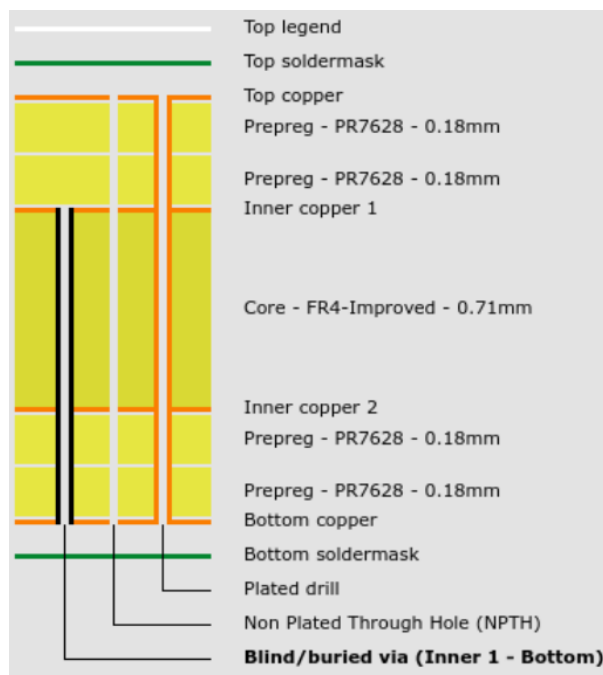 Top legend
Top soldermask
Top copper
Prepreg - PR7628 - 0.18mm
Prepreg - PR7628 - 0.18mm
Inner copper 1
Core - FR4-Improved - 0.71mm
Inner copper 2
Prepreg - PR7628 - 0.18mm
Prepreg - PR7628 - 0.18mm
Bottom copper
Bottom soldermask
Plated drill
Non Plated Through Hole (NPTH)
Blind/buried via (Inner 1 - Bottom)